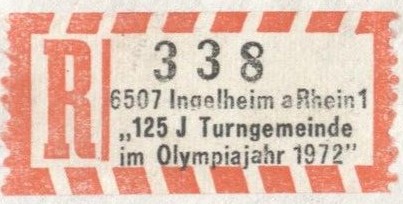 R
338
6507 Ingelheim a Rhein 1
„125 J Turngemeinde
im Olympiajahr 1972"